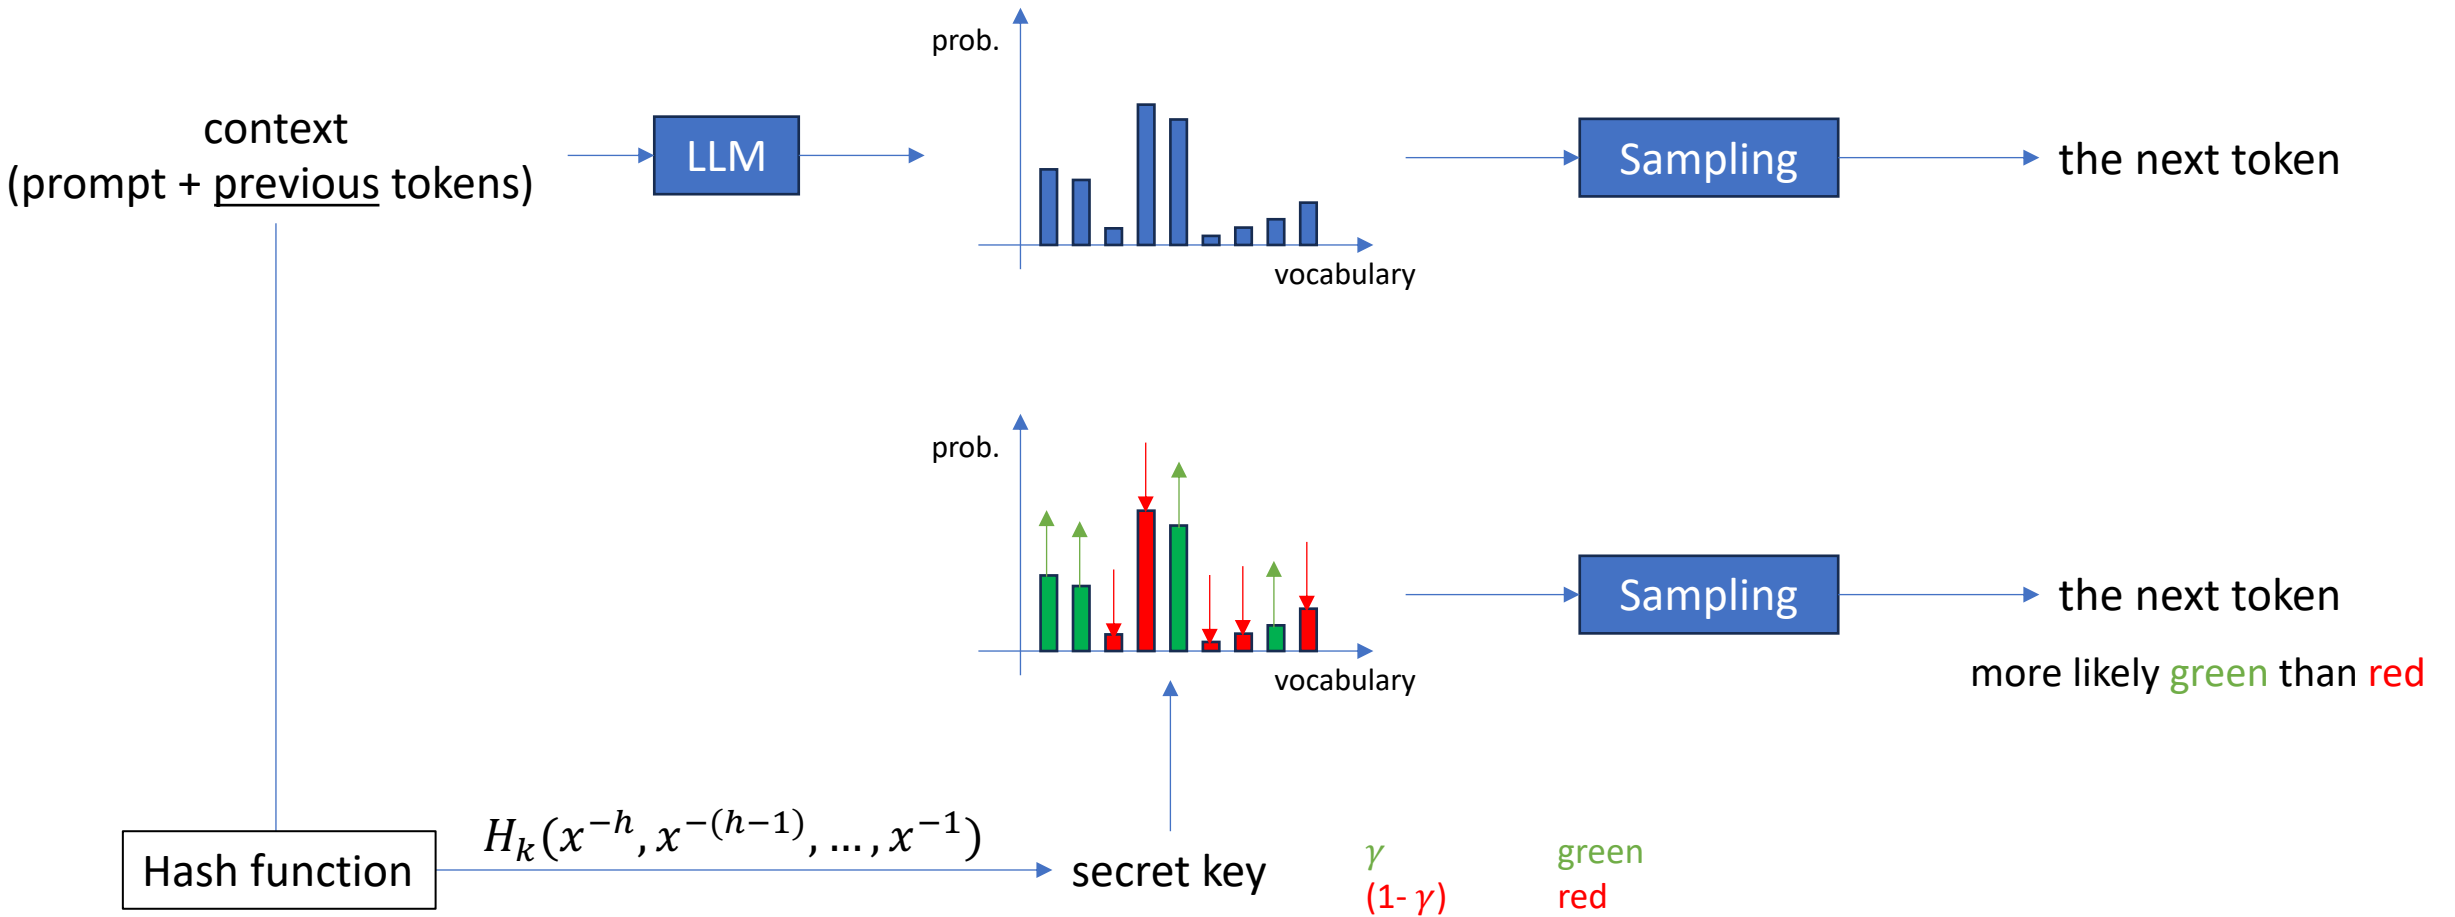 prob.
context
(prompt + previous tokens)
LLM
Sampling
the next token
vocabulary
prob.
Sampling
the next token
vocabulary
more likely green than red
H_k(x^{-h}, x^{-(h-1)}, ..., x^{-1})
Hash function
secret key
γ green
(1- γ) red